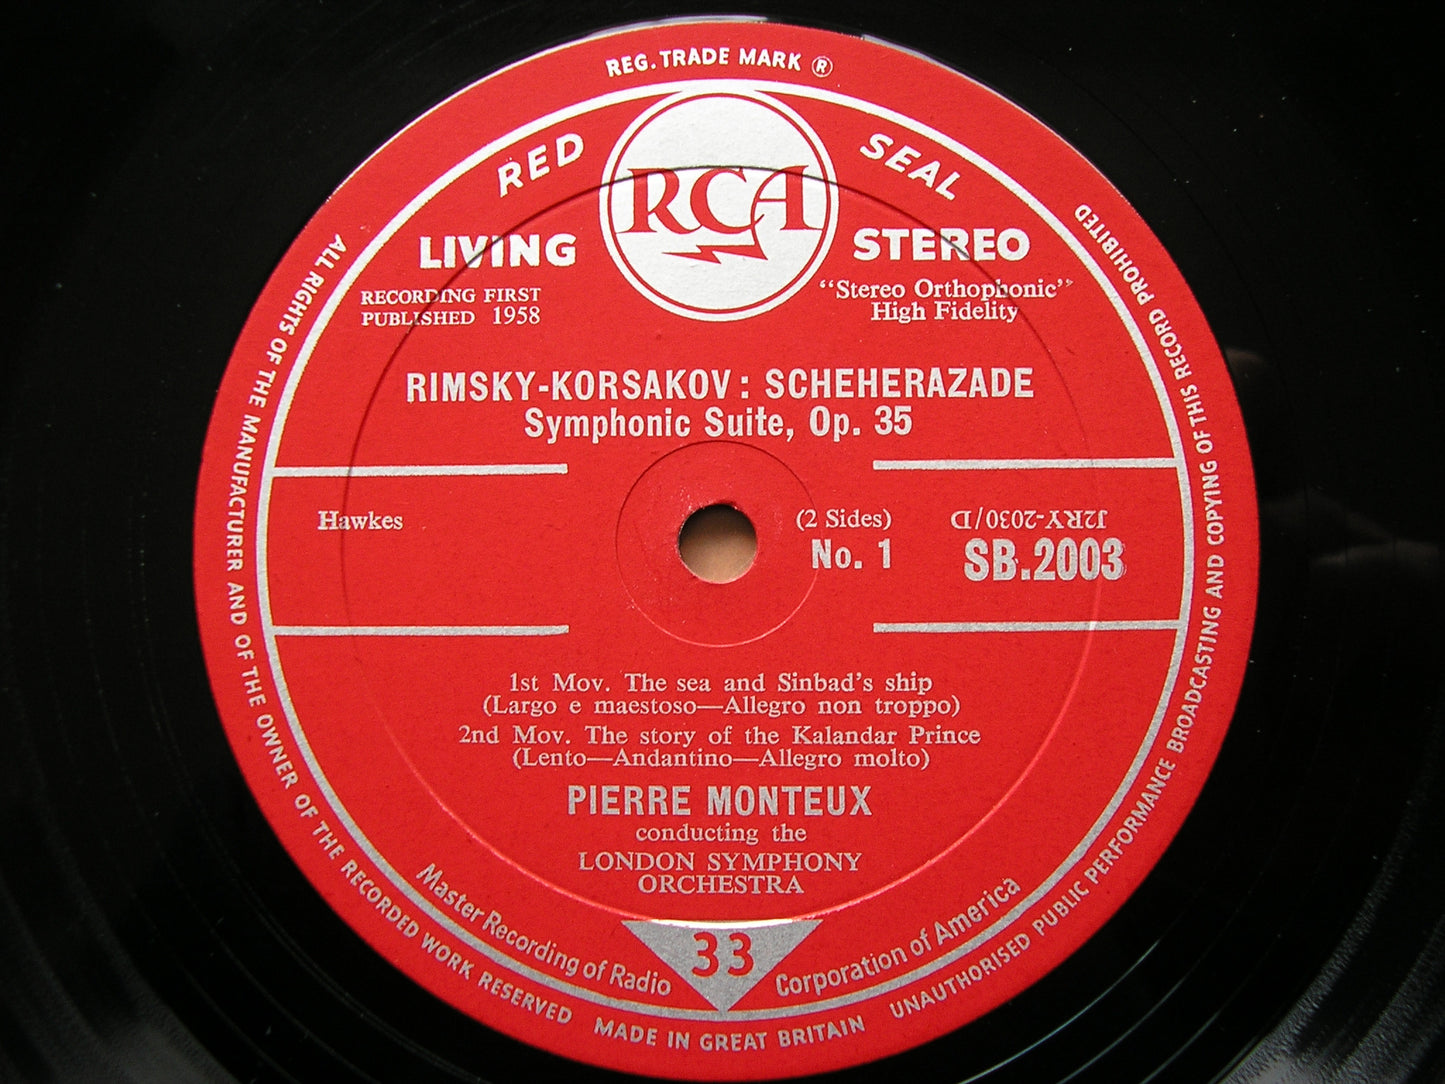 REG. TRADE MARK ®
RED SEAL
RCA
LIVING STEREO
RECORDING FIRST
PUBLISHED 1958
“Stereo Orthophonic”
High Fidelity
RIMSKY-KORSAKOV : SCHEHERAZADE
Symphonic Suite, Op. 35
Hawkes
(2 Sides)
No. 1
J2RY-2030/D
SB.2003
1st Mov. The sea and Sinbad's ship
(Largo e maestoso—Allegro non troppo)
2nd Mov. The story of the Kalandar Prince
(Lento—Andantino—Allegro molto)
PIERRE MONTEUX
conducting the
LONDON SYMPHONY
ORCHESTRA
33
Master Recording of Radio Corporation of America
ALL RIGHTS OF THE MANUFACTURER AND OF THE OWNER OF THE RECORDED WORK RESERVED
MADE IN GREAT BRITAIN
UNAUTHORISED PUBLIC PERFORMANCE BROADCASTING AND COPYING OF THIS RECORD PROHIBITED